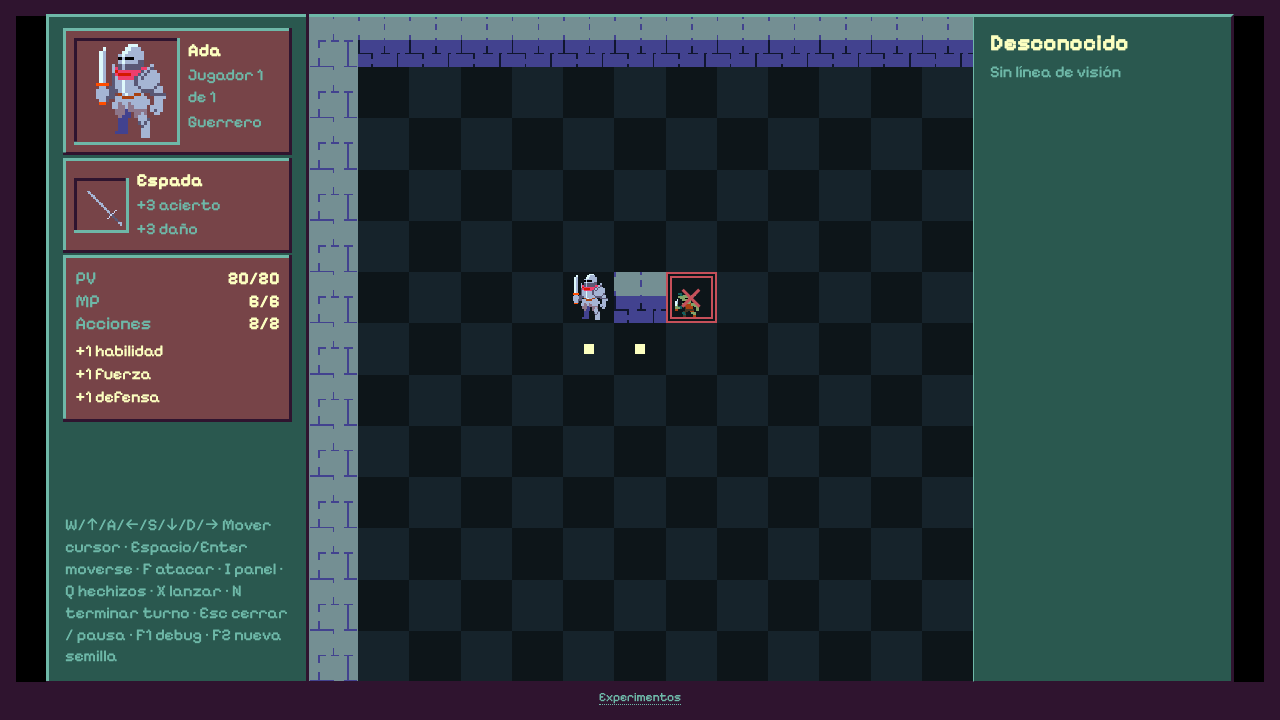 Ada
Jugador 1
de 1
Guerrero
Espada
+3 acierto
+3 daño
PV 80/80
MP 6/6
Acciones 2/2
+1 habilidad
+1 fuerza
+1 defensa
W/↑/A/←/S/↓/D/→ Mover
cursor · Espacio/Enter
moverse · F atacar · I panel ·
Q hechizos · X lanzar · N
terminar turno · Esc cerrar
/ pausa · F1 debug · F2 nueva
semilla
Desconocido
Sin línea de visión
Experimentos